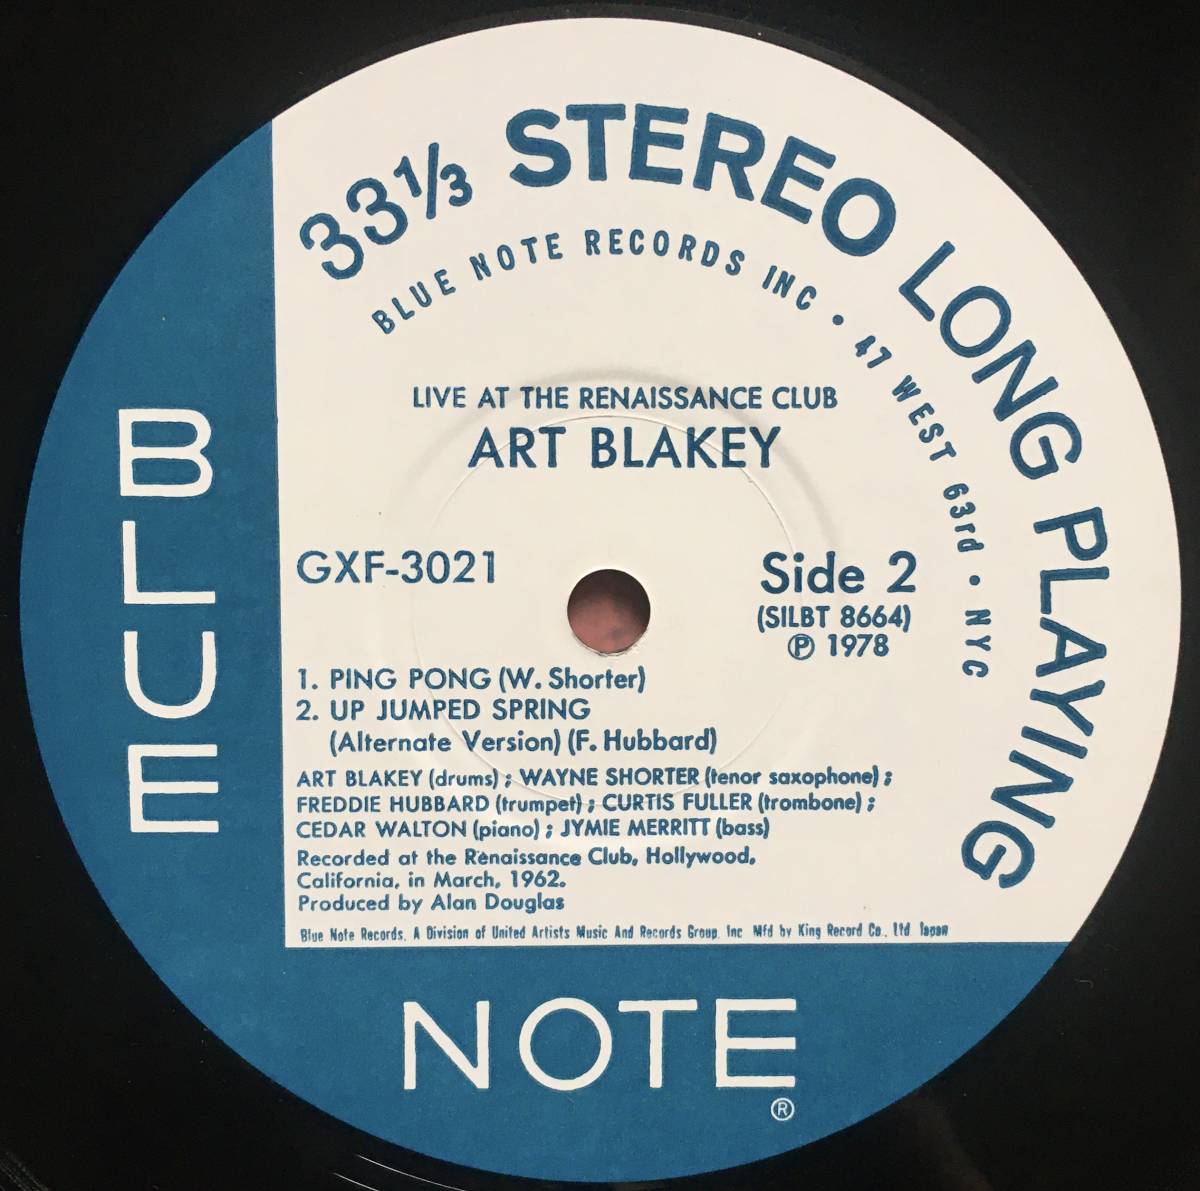 33⅓ STEREO LONG PLAYING
BLUE NOTE RECORDS INC • 47 WEST 63rd • NYC
LIVE AT THE RENAISSANCE CLUB
ART BLAKEY
GXF-3021
Side 2
(SILBT 8664)
℗ 1978
1. PING PONG (W. Shorter)
2. UP JUMPED SPRING
(Alternate Version) (F. Hubbard)
ART BLAKEY (drums) ; WAYNE SHORTER (tenor saxophone) ;
FREDDIE HUBBARD (trumpet) ; CURTIS FULLER (trombone) ;
CEDAR WALTON (piano) ; JYMIE MERRITT (bass)
Recorded at the Renaissance Club, Hollywood,
California, in March, 1962.
Produced by Alan Douglas
Blue Note Records, A Division of United Artists Music And Records Group, Inc Mfd by King Record Co., Ltd Japan
BLUE
NOTE
®